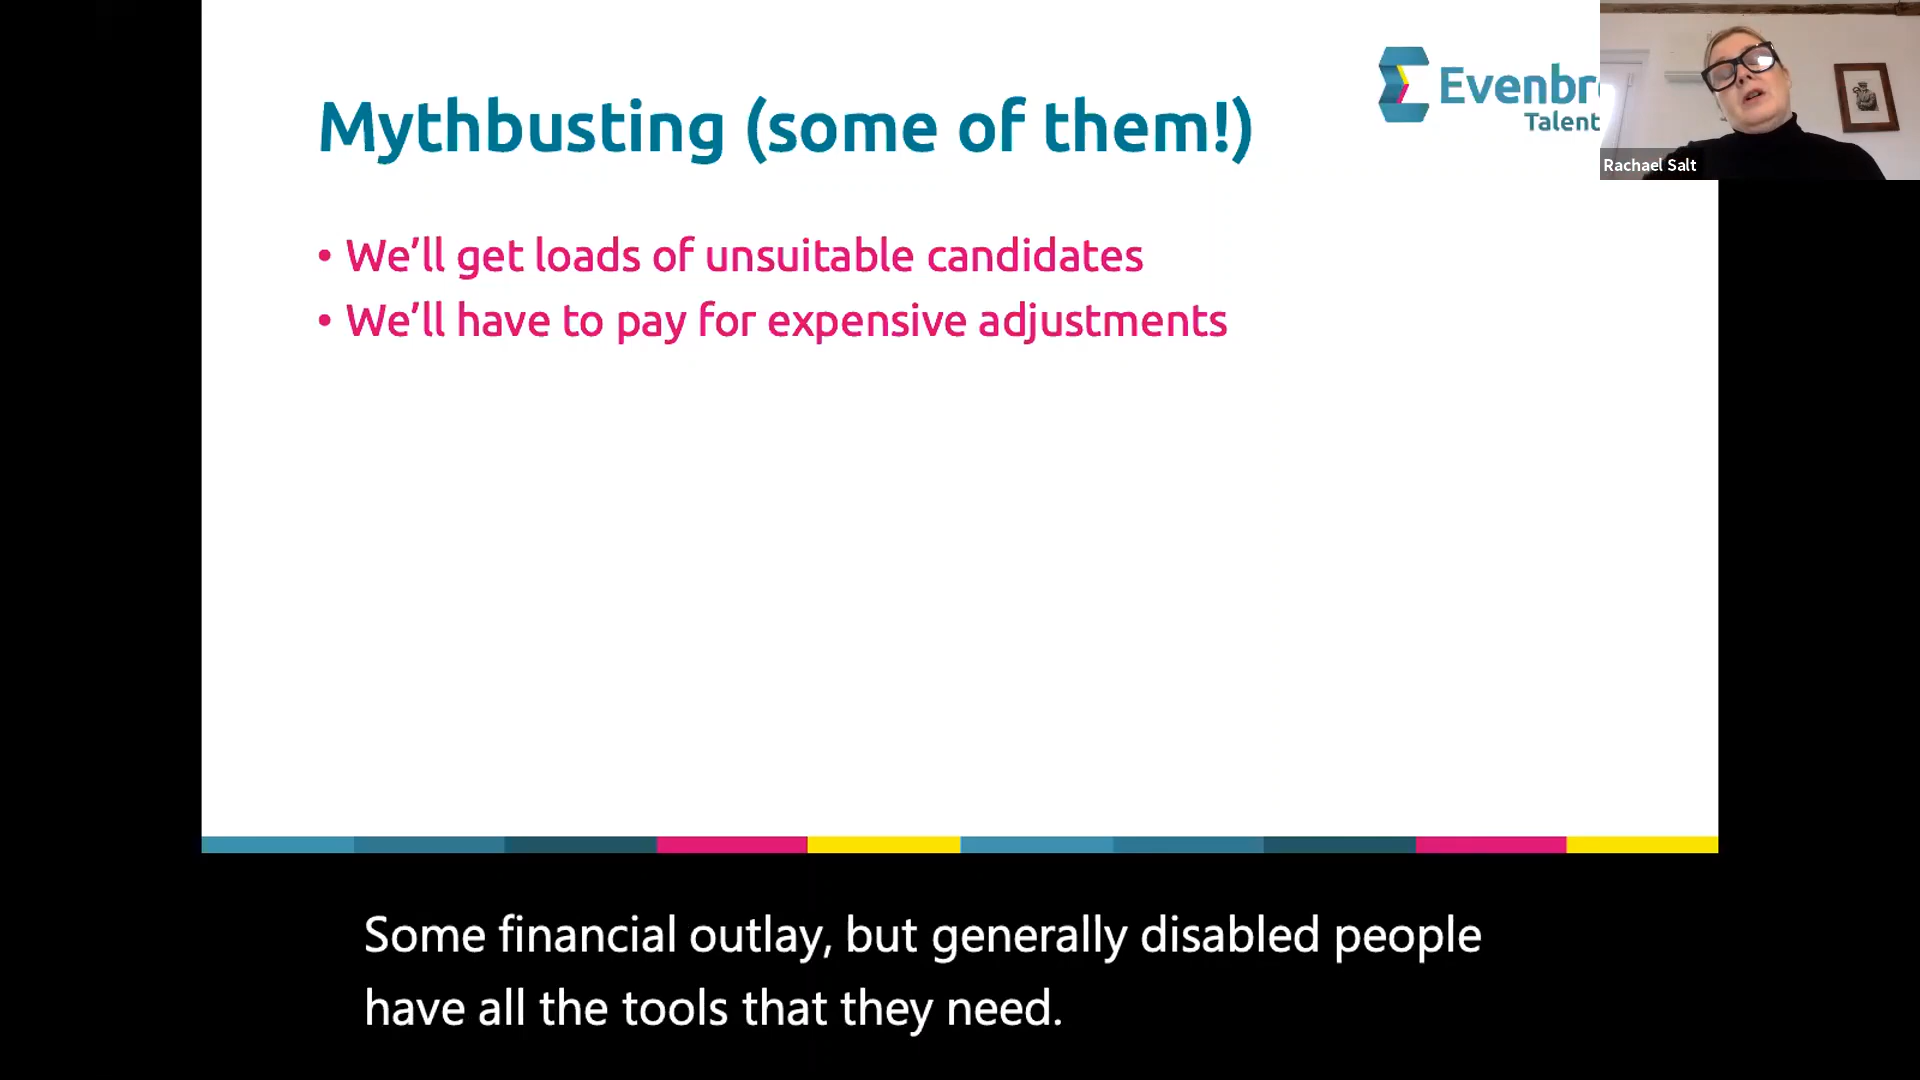 Mythbusting (some of them!)
Evenbr
Talent
Rachael Salt
• We’ll get loads of unsuitable candidates
• We’ll have to pay for expensive adjustments
Some financial outlay, but generally disabled people
have all the tools that they need.